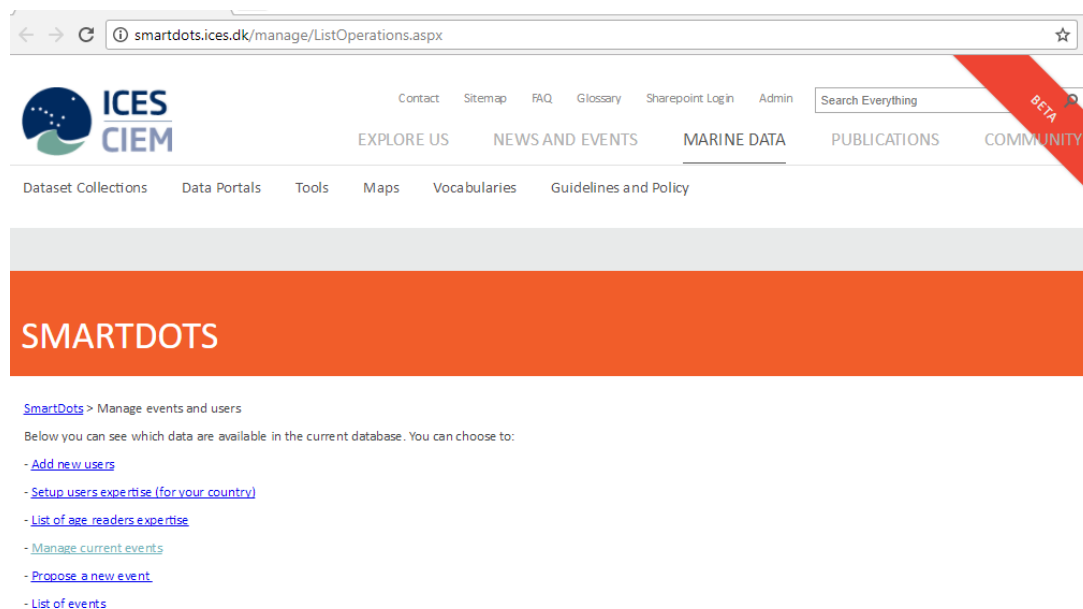 smartdots.ices.dk/manage/ListOperations.aspx
ICES
CIEM
Contact Sitemap FAQ Glossary Sharepoint Login Admin Search Everything
BETA
EXPLORE US NEWS AND EVENTS MARINE DATA PUBLICATIONS COMMUNITY
Dataset Collections Data Portals Tools Maps Vocabularies Guidelines and Policy
SMARTDOTS
SmartDots > Manage events and users
Below you can see which data are available in the current database. You can choose to:
- Add new users
- Setup users expertise (for your country)
- List of age readers expertise
- Manage current events
- Propose a new event
- List of events